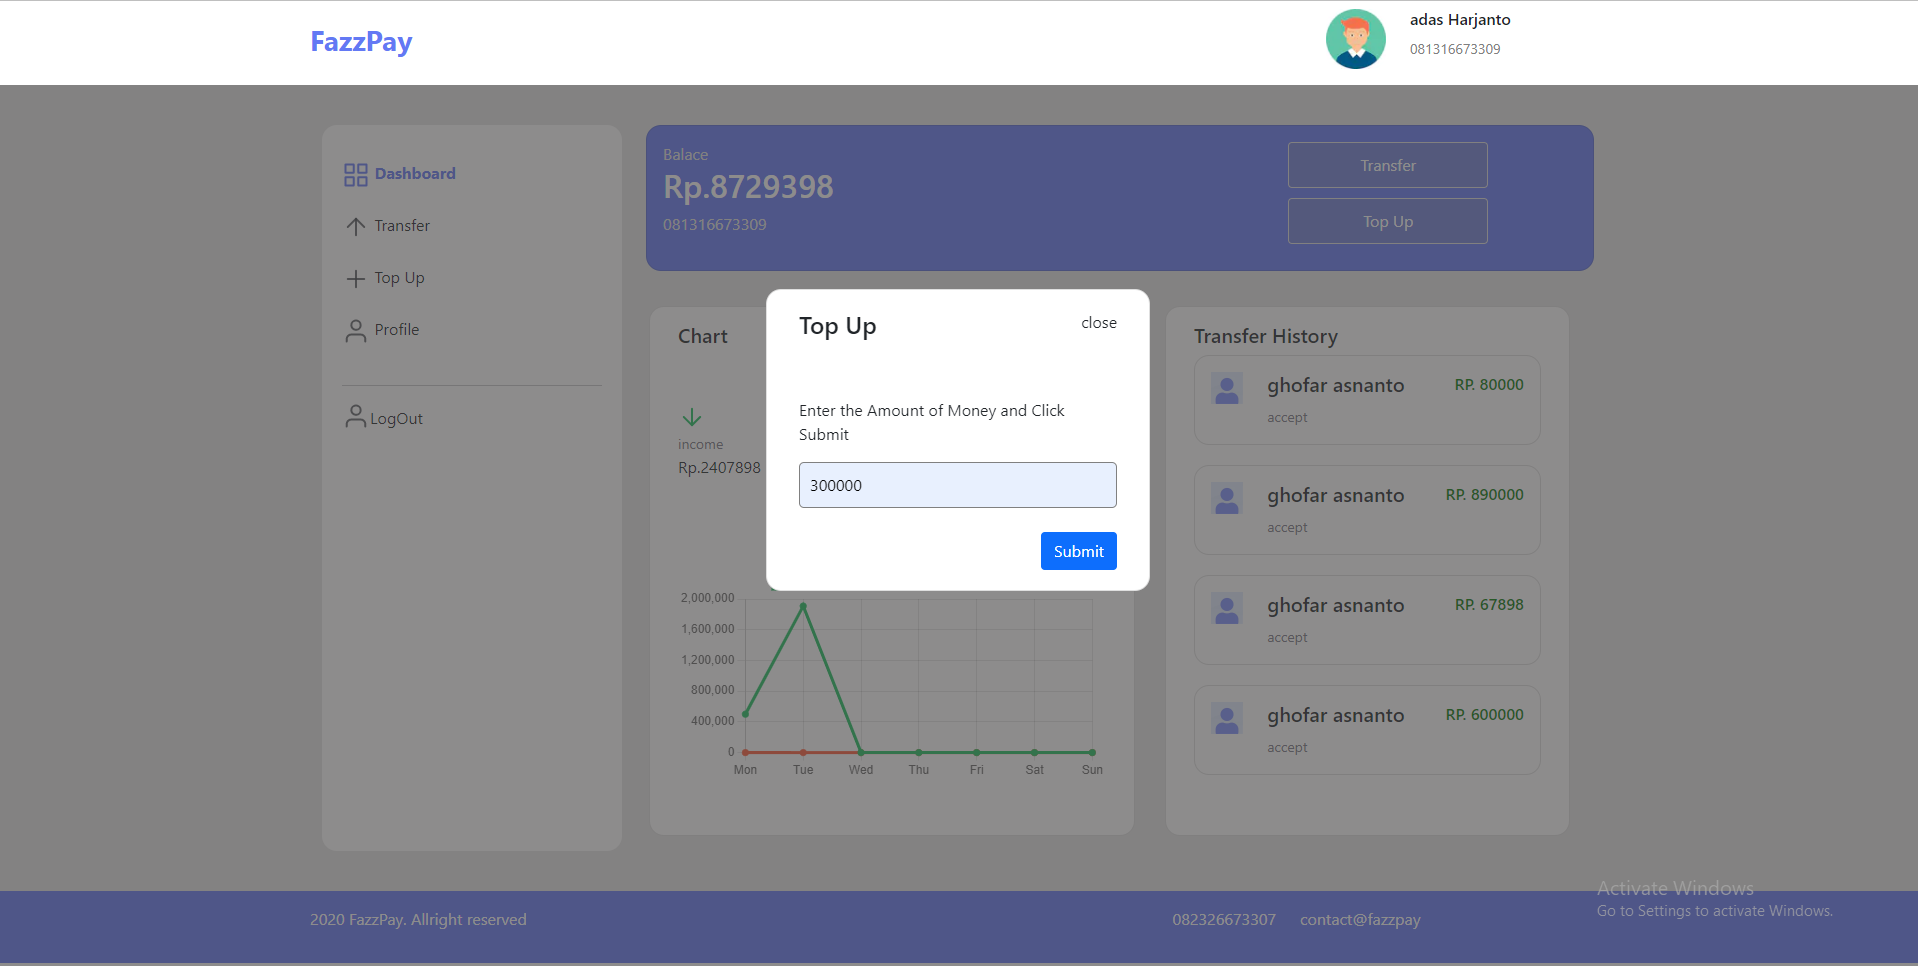 FazzPay
adas Harjanto
081316673309
Dashboard
Transfer
Top Up
Profile
LogOut
Balace
Rp.8729398
081316673309
Transfer
Top Up
Chart
income
Rp.2407898
2,000,000
1,600,000
1,200,000
800,000
400,000
0
Mon Tue Wed Thu Fri Sat Sun
Top Up
close
Enter the Amount of Money and Click
Submit
300000
Submit
Transfer History
ghofar asnanto RP. 80000
accept
ghofar asnanto RP. 890000
accept
ghofar asnanto RP. 67898
accept
ghofar asnanto RP. 600000
accept
Activate Windows
Go to Settings to activate Windows.
2020 FazzPay. Allright reserved
082326673307 contact@fazzpay